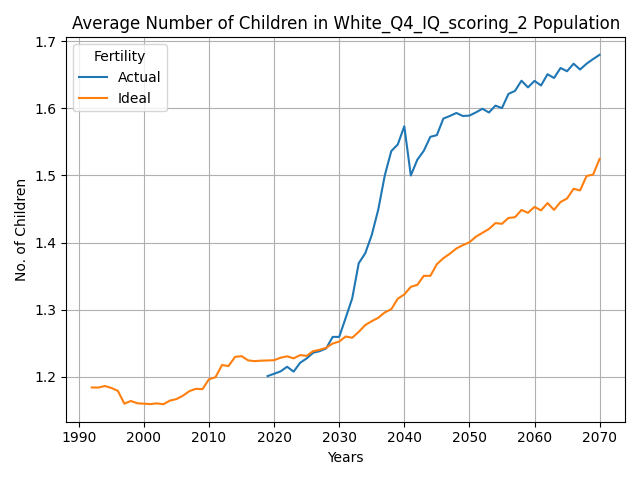 Average Number of Children in White_Q4_IQ_scoring_2 Population
Fertility
Actual
Ideal
No. of Children
1.7
1.6
1.5
1.4
1.3
1.2
1990 2000 2010 2020 2030 2040 2050 2060 2070
Years